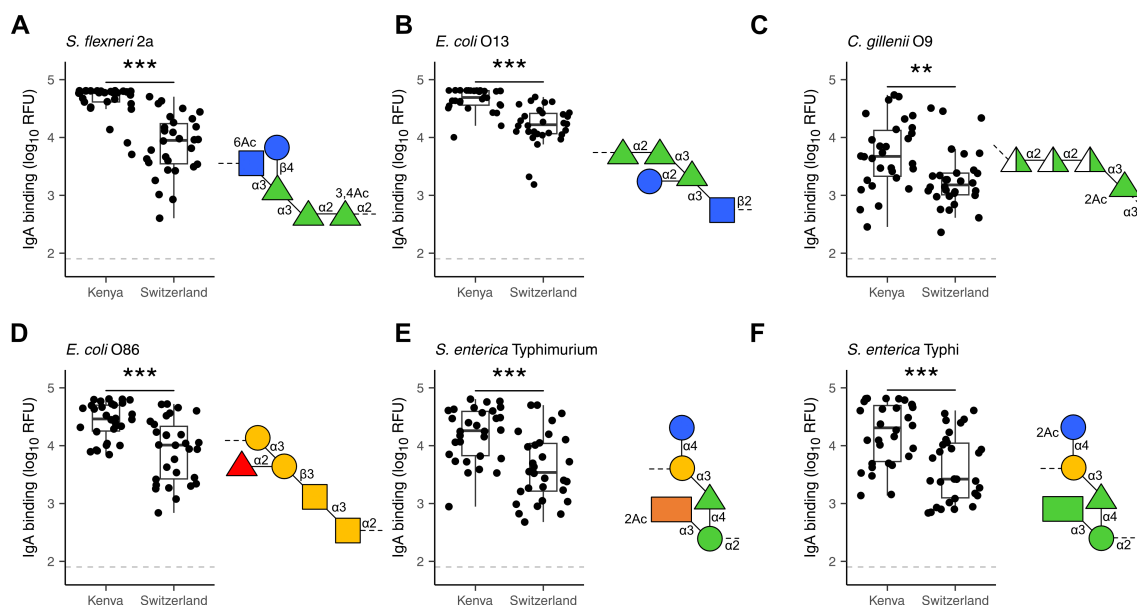 A
S. flexneri 2a
***
IgA binding (log10 RFU)
5
4
3
2
Kenya
Switzerland
6Ac
β4
α3
α3
3,4Ac
α2
α2
B
E. coli O13
***
IgA binding (log10 RFU)
5
4
3
2
Kenya
Switzerland
α2
α3
α2
α3
β2
C
C. gillenii O9
**
IgA binding (log10 RFU)
5
4
3
2
Kenya
Switzerland
α2
α2
α3
2Ac
α3
D
E. coli O86
***
IgA binding (log10 RFU)
5
4
3
2
Kenya
Switzerland
α3
α2
β3
α3
α2
E
S. enterica Typhimurium
***
IgA binding (log10 RFU)
5
4
3
2
Kenya
Switzerland
α4
α3
2Ac
α4
α3
α2
F
S. enterica Typhi
***
IgA binding (log10 RFU)
5
4
3
2
Kenya
Switzerland
2Ac
α4
α3
α4
α3
α2